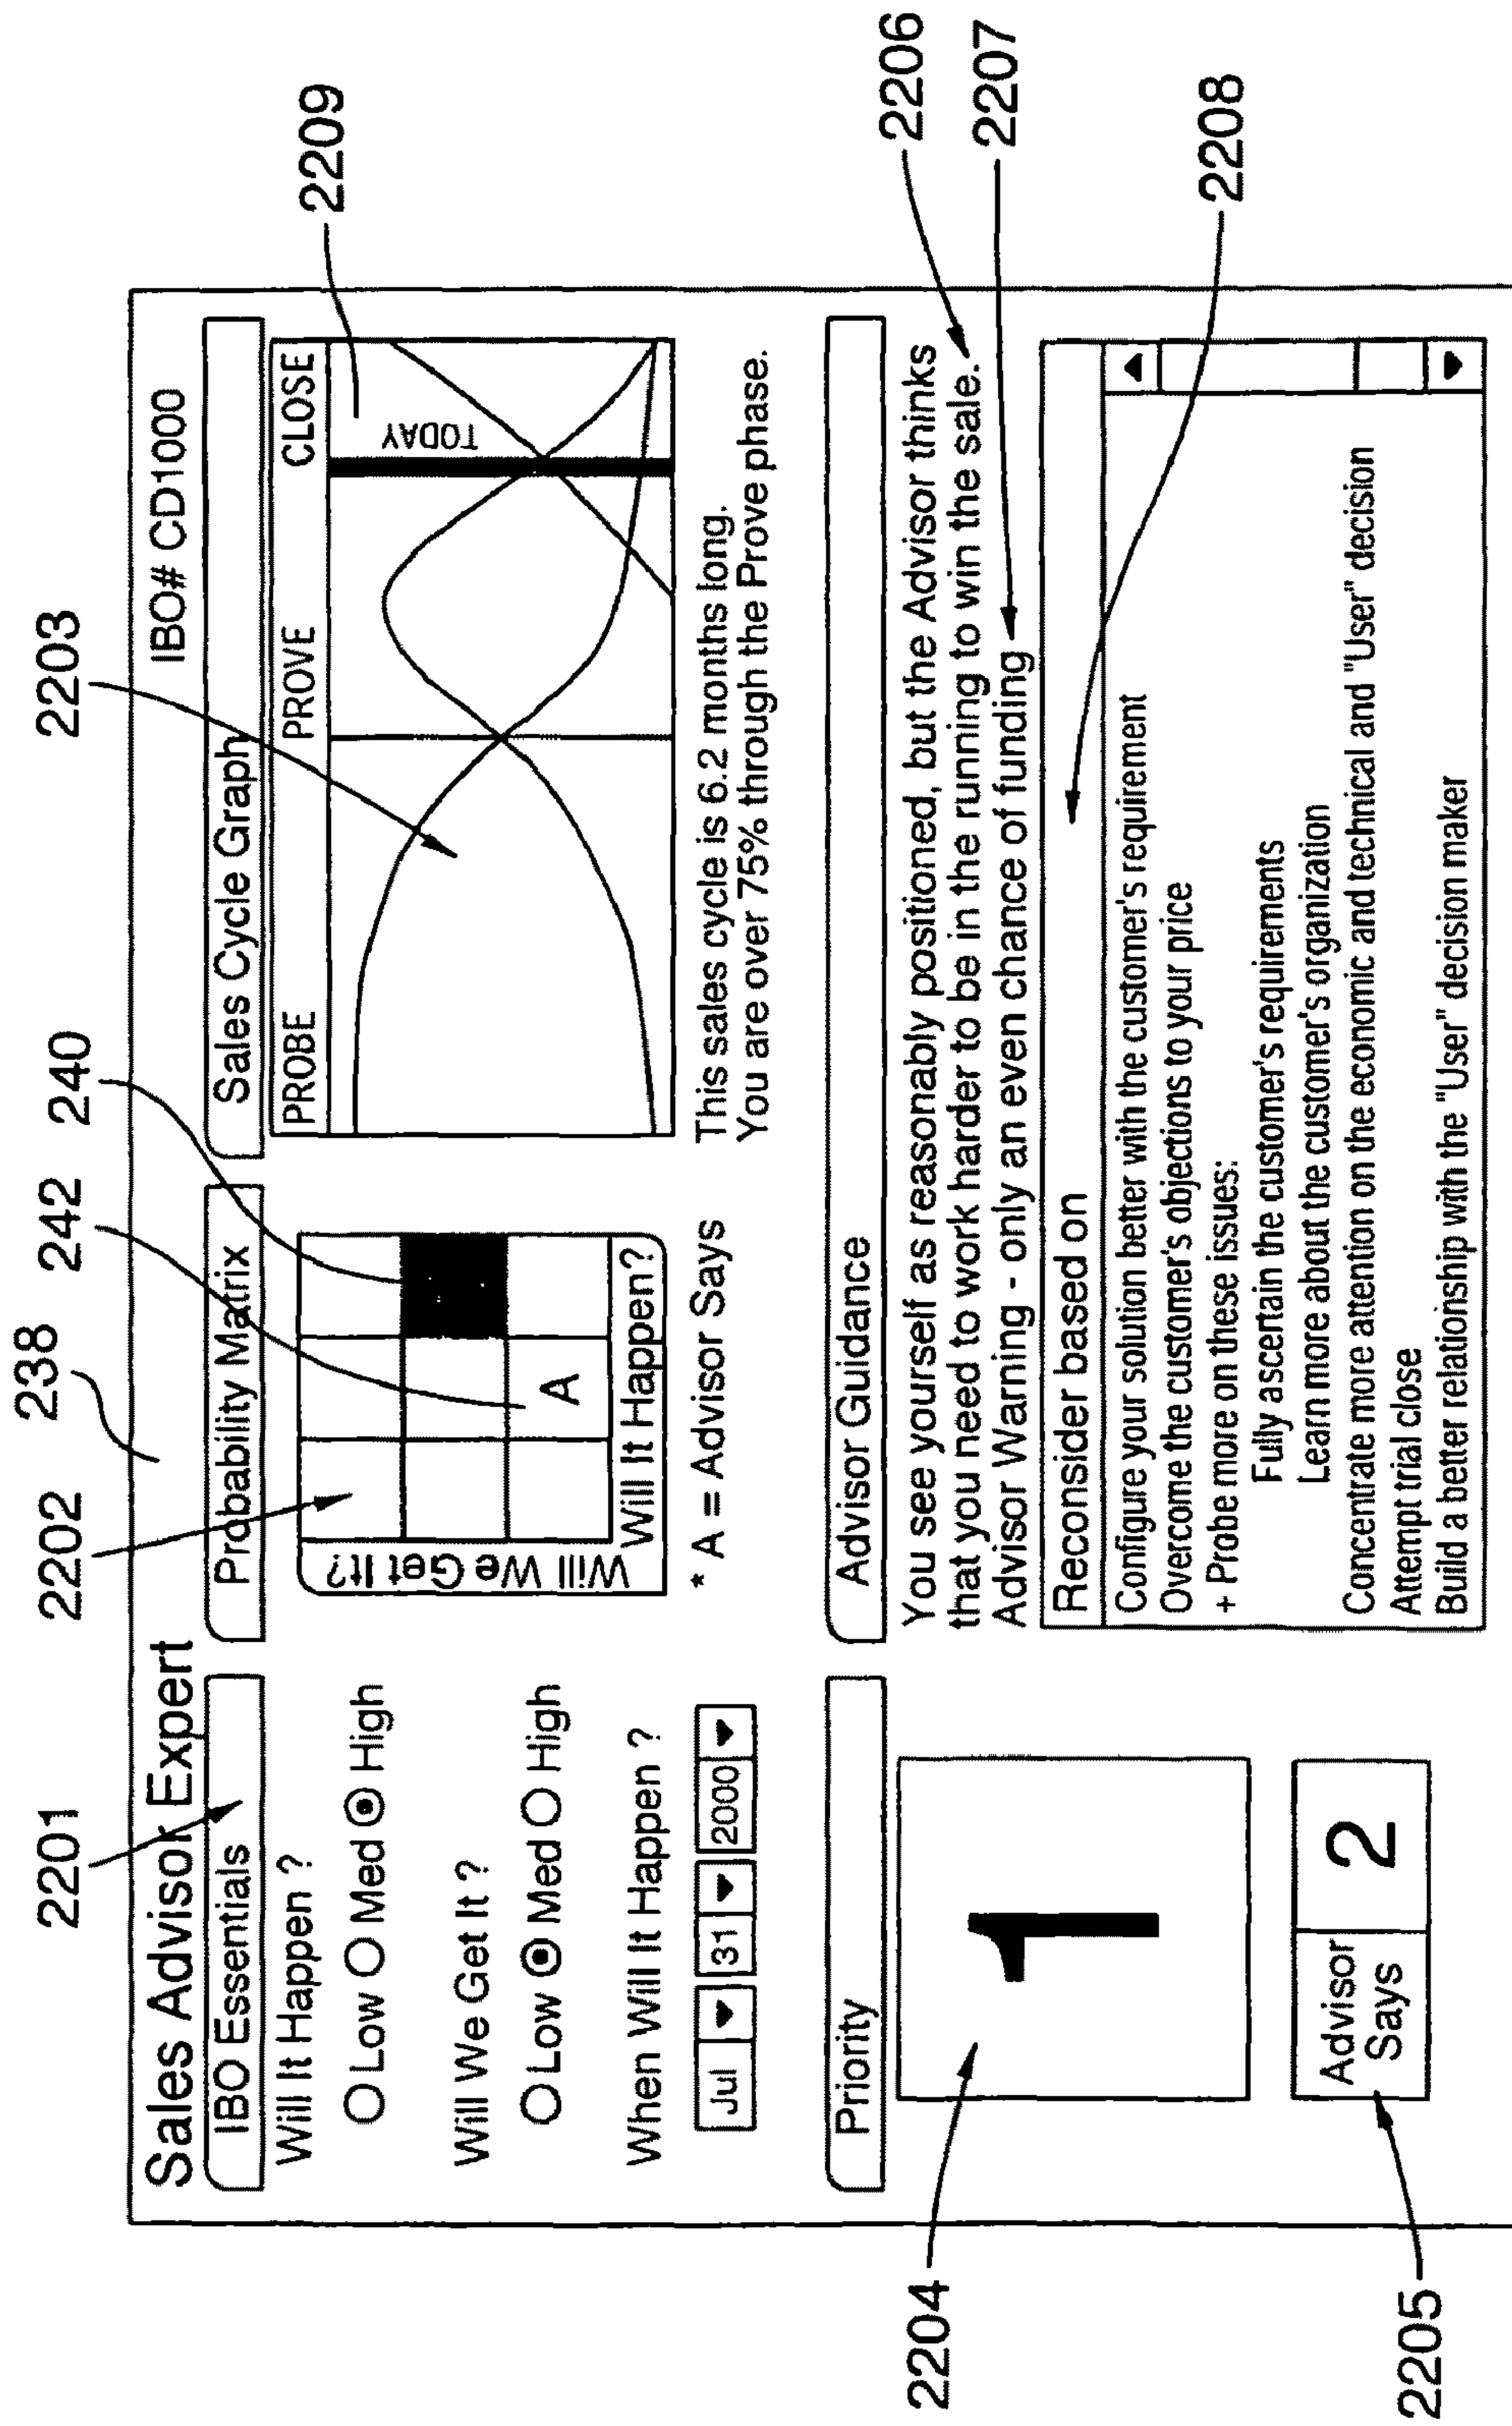 2201
2202
238
242
240
2203
2209
Sales Advisor Expert
IBO# CD1000
IBO Essentials
Will It Happen ?
Low Med High
Will We Get It ?
Low Med High
When Will It Happen ?
Jul 31 2000
Probability Matrix
Will We Get It?
A
Will It Happen?
* A = Advisor Says
Sales Cycle Graph
PROBE PROVE CLOSE
TODAY
This sales cycle is 6.2 months long.
You are over 75% through the Prove phase.
Priority
1
Advisor
Says
2
2204
2205
Advisor Guidance
You see yourself as reasonably positioned, but the Advisor thinks
that you need to work harder to be in the running to win the sale.
Advisor Warning - only an even chance of funding
Reconsider based on
Configure your solution better with the customer's requirement
Overcome the customer's objections to your price
+ Probe more on these issues:
Fully ascertain the customer's requirements
Learn more about the customer's organization
Concentrate more attention on the economic and technical and "User" decision
Attempt trial close
Build a better relationship with the "User" decision maker
2206
2207
2208